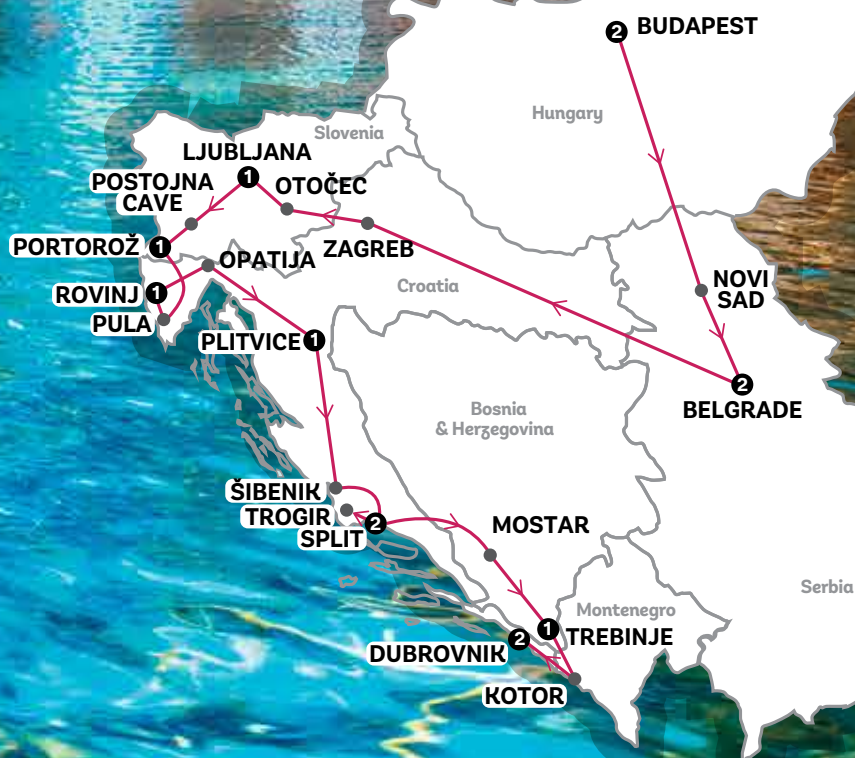 2 BUDAPEST
Hungary
Slovenia
LJUBLJANA
1
POSTOJNA
CAVE
OTOČEC
PORTOROŽ 1
ZAGREB
OPATIJA
ROVINJ 1
PULA
Croatia
NOVI
SAD
PLITVICE 1
2
BELGRADE
Bosnia
& Herzegovina
ŠIBENIK
TROGIR
SPLIT 2
MOSTAR
Serbia
Montenegro
1 TREBINJE
DUBROVNIK 2
KOTOR